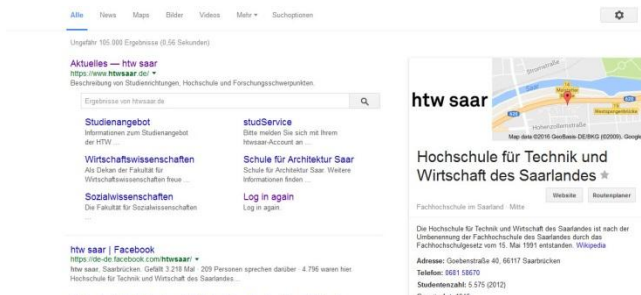 Alle News Maps Bilder Videos Mehr Suchoptionen
Ungefähr 105.000 Ergebnisse (0,56 Sekunden)
Aktuelles — htw saar
https://www.htwsaar.de/
Beschreibung von Studienrichtungen, Hochschule und Forschungsschwerpunkten.
Ergebnisse von htwsaar.de
Studienangebot
Informationen zum Studienangebot
der HTW ...
studService
Bitte melden Sie sich mit Ihrem
htwsaar-Account an ...
Wirtschaftswissenschaften
Als Dekan der Fakultät für
Wirtschaftswissenschaften freue ...
Schule für Architektur Saar
Schule für Architektur Saar. Weitere
Informationen finden ...
Sozialwissenschaften
Die Fakultät für Sozialwissenschaften
...
Log in again
Log in again.
htw saar | Facebook
https://de-de.facebook.com/htwsaar/
htw saar, Saarbrücken. Gefällt 3.218 Mal · 209 Personen sprechen darüber · 4.796 waren hier.
Hochschule für Technik und Wirtschaft des Saarlandes...
htw saar
Stromstraße
Saar
Hohenzollernstraße
Map data ©2016 GeoBasis-DE/BKG (©2009), Google
Hochschule für Technik und
Wirtschaft des Saarlandes
Website Routenplaner
Fachhochschule im Saarland · Mitte
Die Hochschule für Technik und Wirtschaft des Saarlandes ist nach der
Umbenennung der Fachhochschule des Saarlandes durch das
Fachhochschulgesetz vom 15. Mai 1991 entstanden. Wikipedia
Adresse: Goebenstraße 40, 66117 Saarbrücken
Telefon: 0681 58670
Studentenzahl: 5.575 (2012)